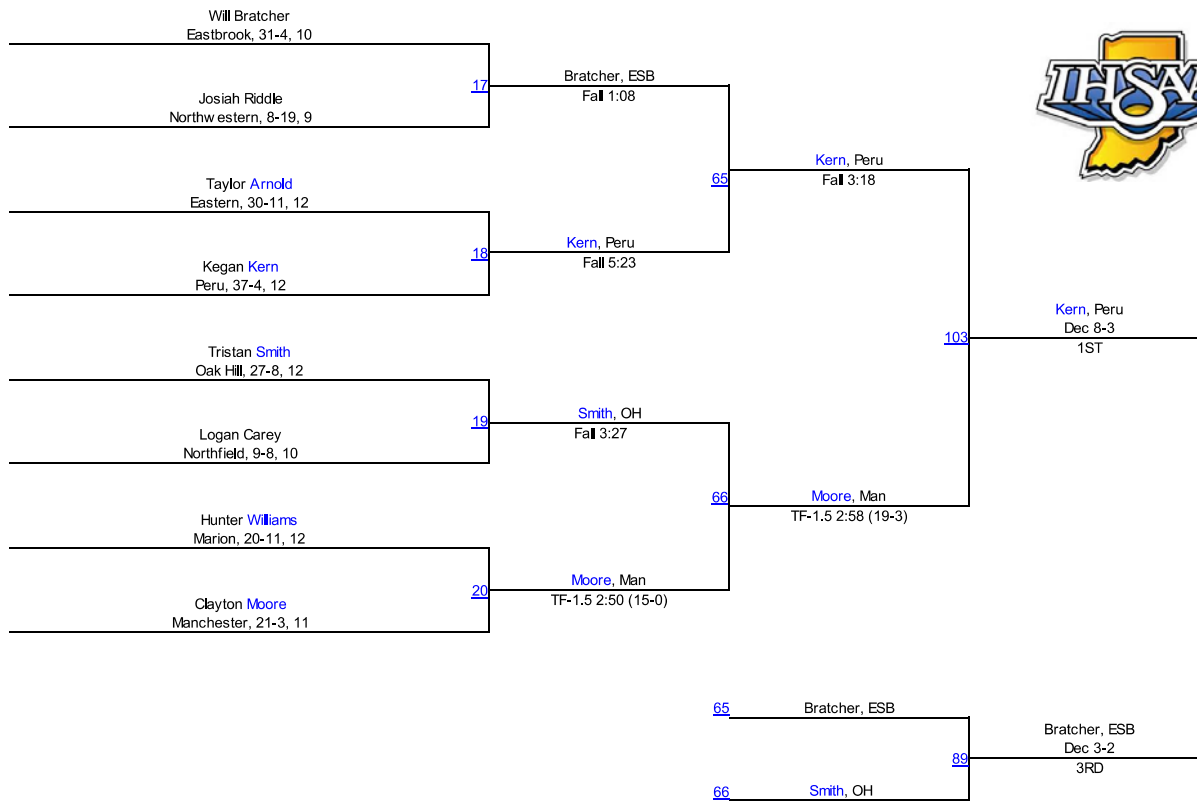 Will Bratcher
Eastbrook, 31-4, 10
17
Bratcher, ESB
Fall 1:08
Josiah Riddle
Northwestern, 8-19, 9
IHSAA
65
Kern, Peru
Fall 3:18
Taylor Arnold
Eastern, 30-11, 12
18
Kern, Peru
Fall 5:23
Kegan Kern
Peru, 37-4, 12
103
Kern, Peru
Dec 8-3
1ST
Tristan Smith
Oak Hill, 27-8, 12
19
Smith, OH
Fall 3:27
Logan Carey
Northfield, 9-8, 10
66
Moore, Man
TF-1.5 2:58 (19-3)
Hunter Williams
Marion, 20-11, 12
20
Moore, Man
TF-1.5 2:50 (15-0)
Clayton Moore
Manchester, 21-3, 11
65
Bratcher, ESB
89
Bratcher, ESB
Dec 3-2
3RD
66
Smith, OH